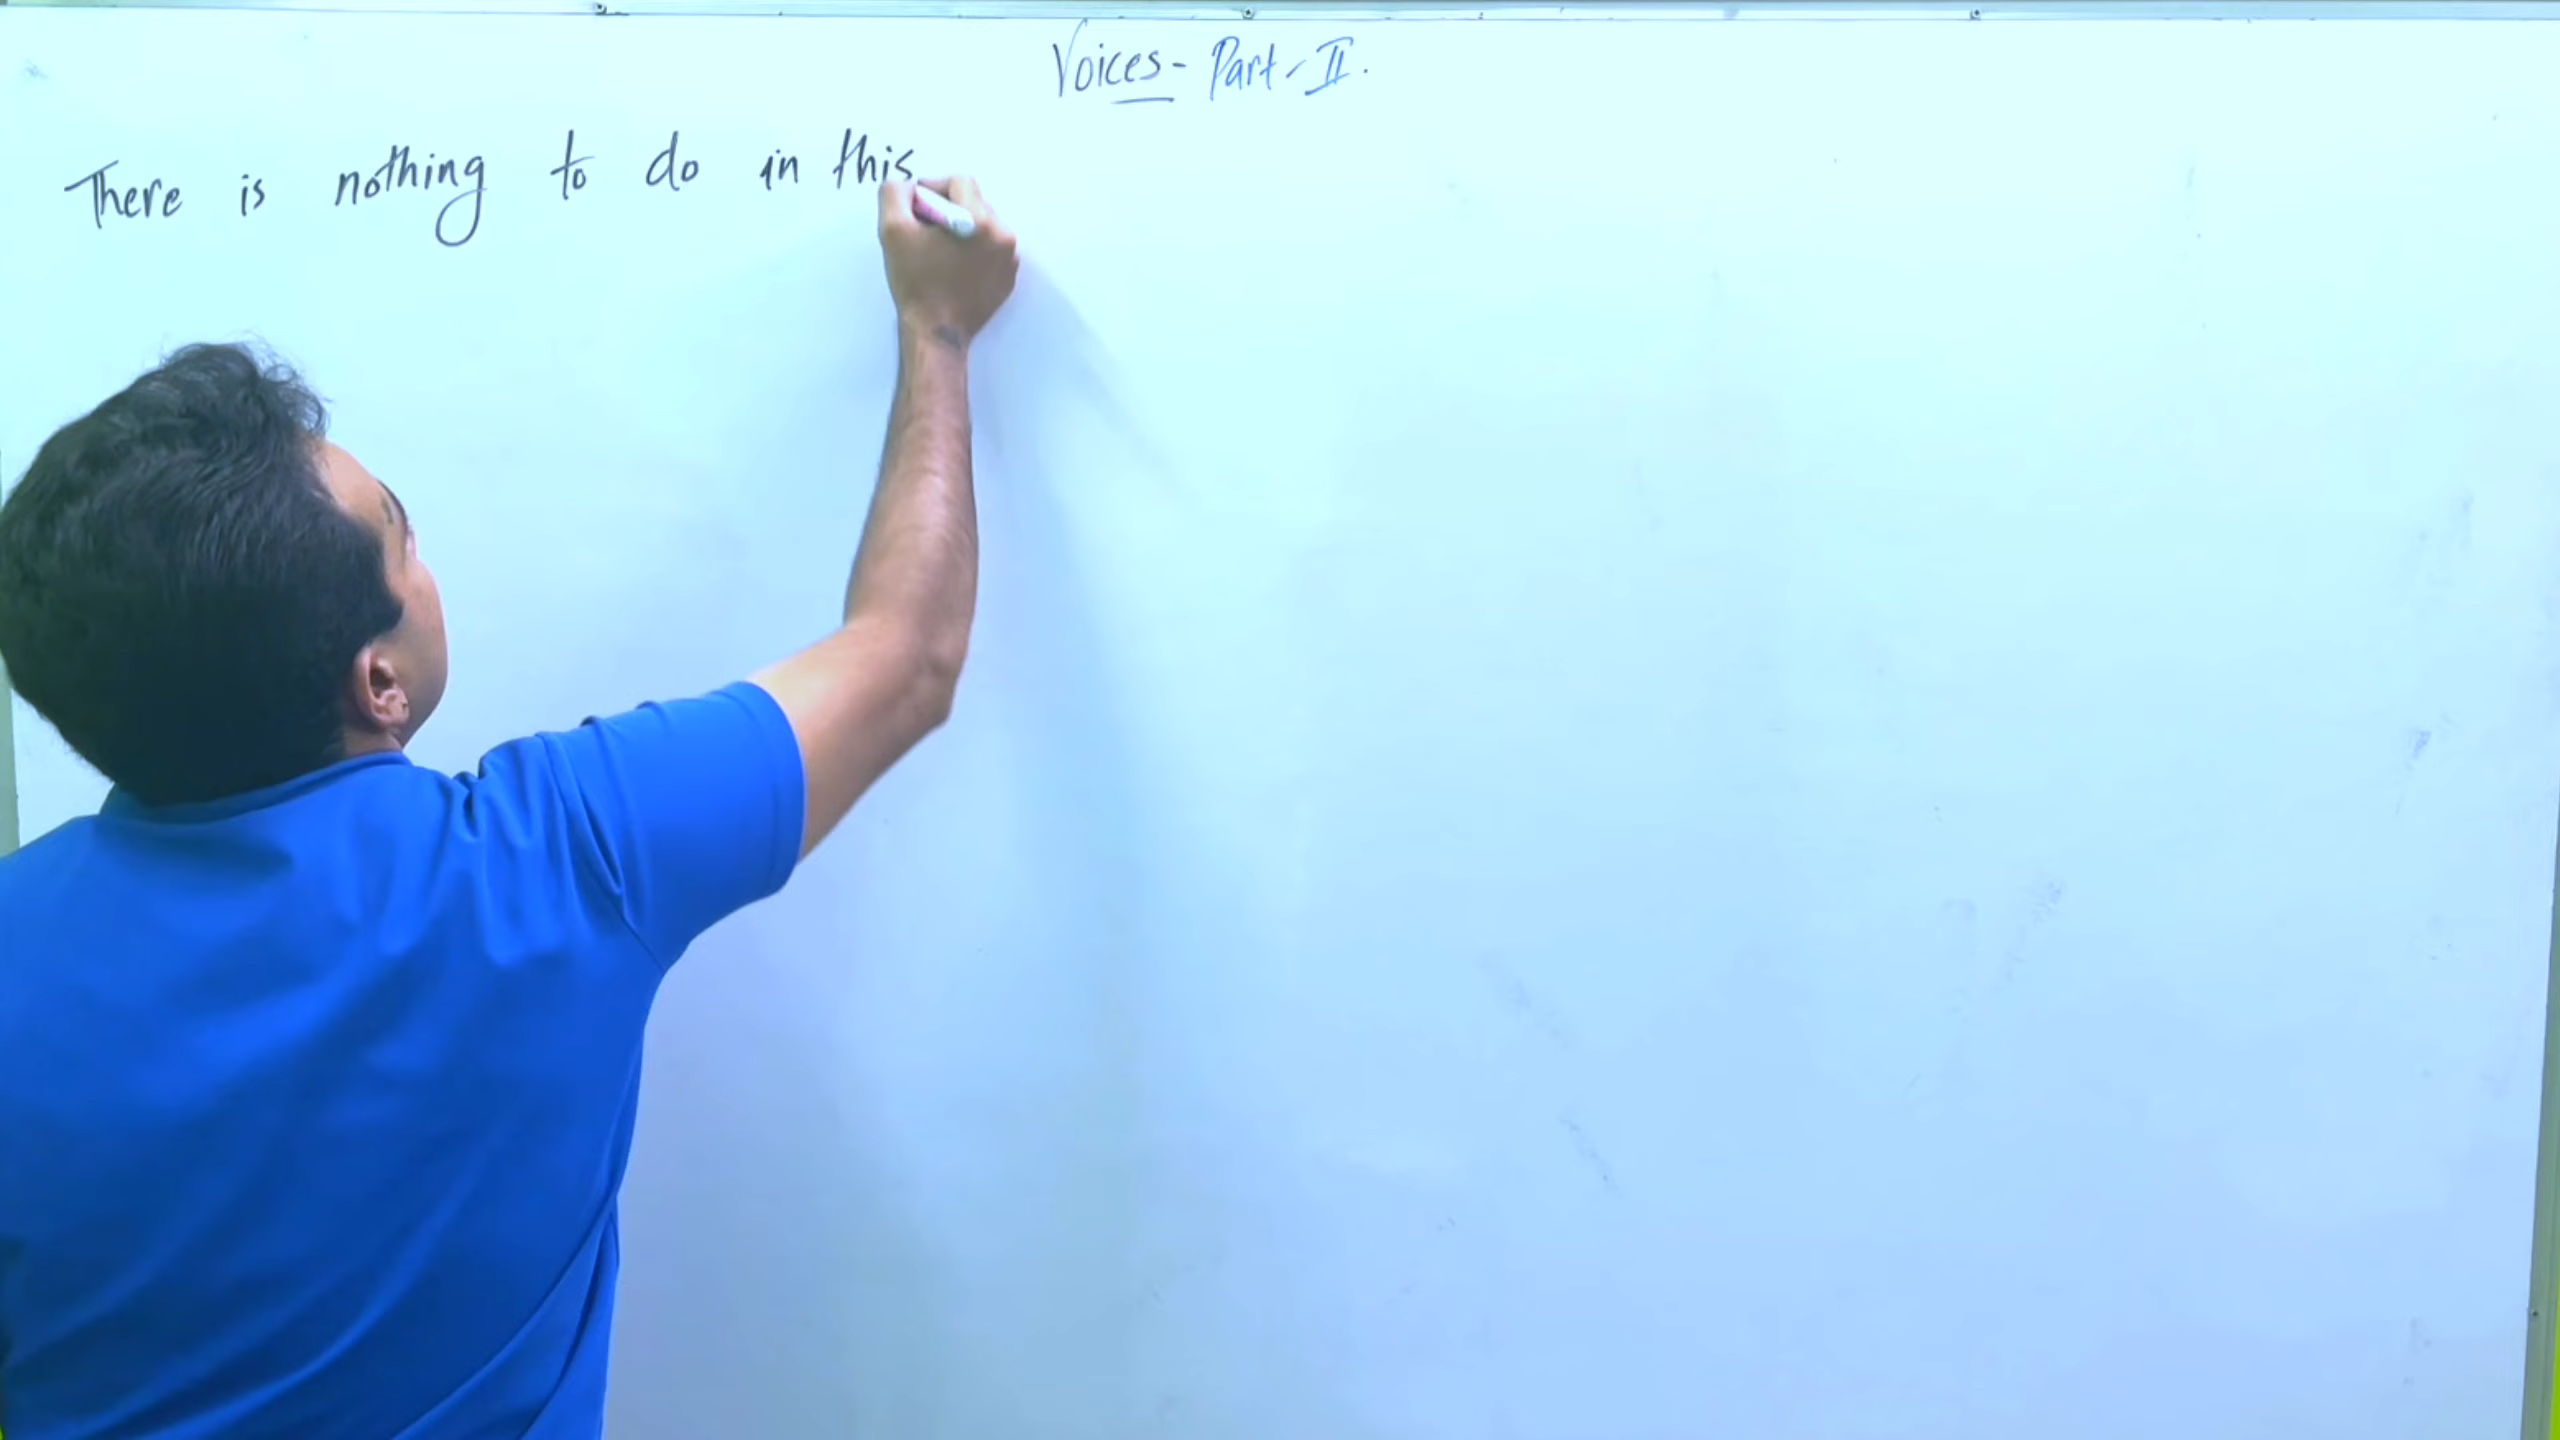 Voices - Part - II.
There is nothing to do in this